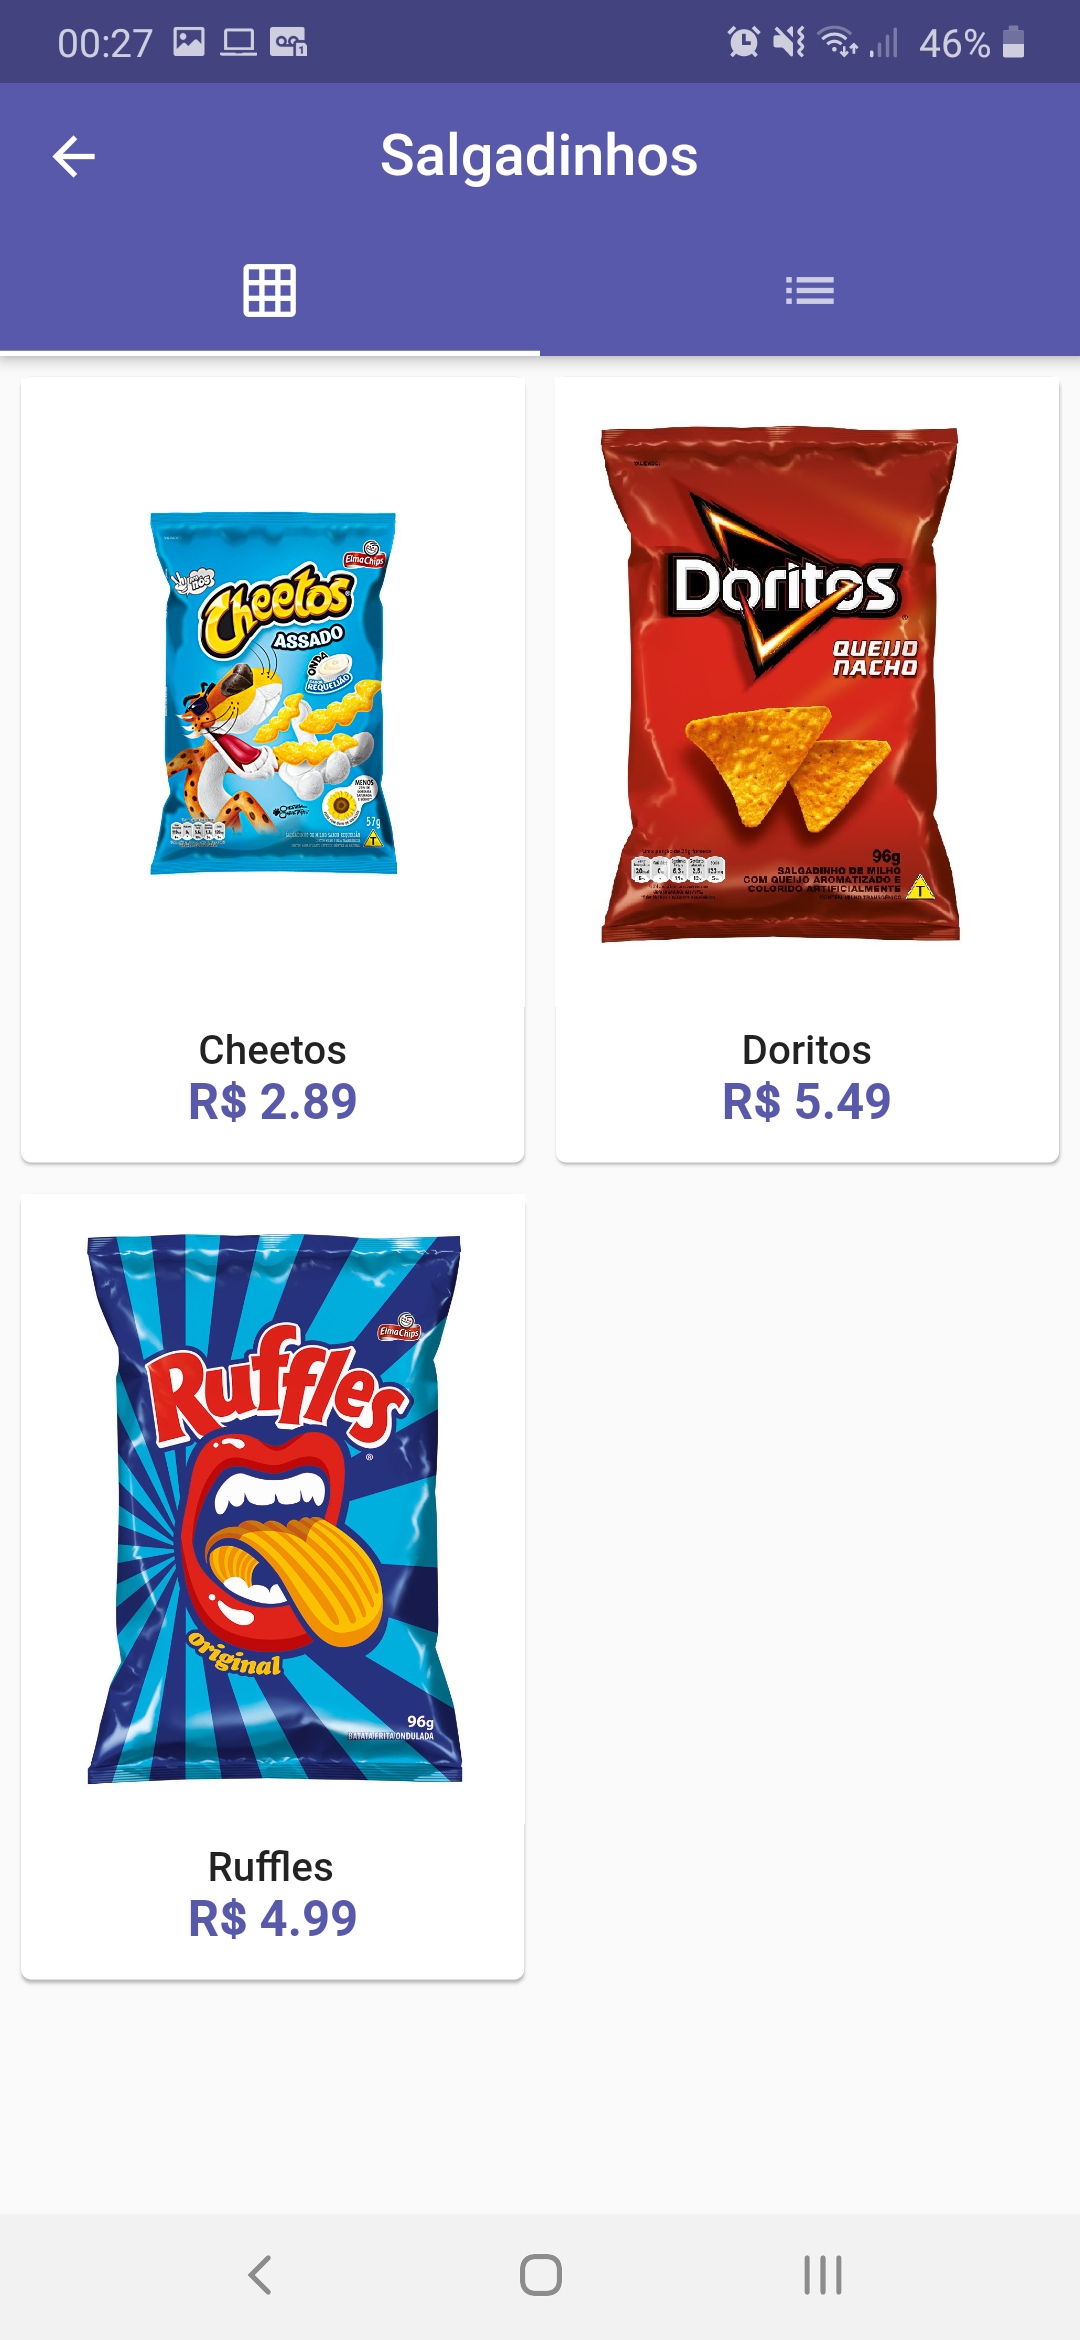 00:27
46%
Salgadinhos
Elma Chips
Cheetos
ASSADO
ONDA
REQUEIJÃO
MENOS
57g
T
Doritos
QUEIJO
NACHO
96g
SALGADINHO DE MILHO
COM QUEIJO AROMATIZADO E
COLORIDO ARTIFICIALMENTE
T
Cheetos
R$ 2.89
Doritos
R$ 5.49
Elma Chips
Ruffles
®
original
96g
BATATA FRITA ONDULADA
Ruffles
R$ 4.99